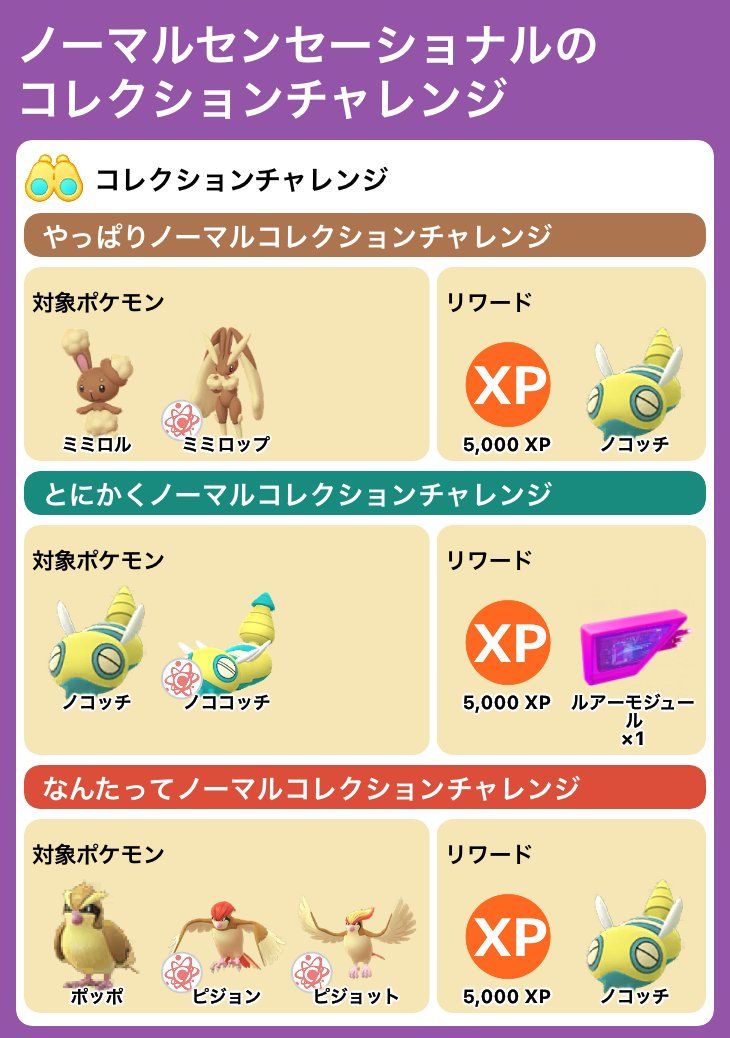 ノーマルセンセーショナルの
コレクションチャレンジ
コレクションチャレンジ
やっぱりノーマルコレクションチャレンジ
対象ポケモン
ミミロル
ミミロップ
リワード
XP
5,000 XP
ノコッチ
とにかくノーマルコレクションチャレンジ
対象ポケモン
ノコッチ
ノココッチ
リワード
XP
5,000 XP
ルアーモジュー
ル
×1
なんたってノーマルコレクションチャレンジ
対象ポケモン
ポッポ
ピジョン
ピジョット
リワード
XP
5,000 XP
ノコッチ